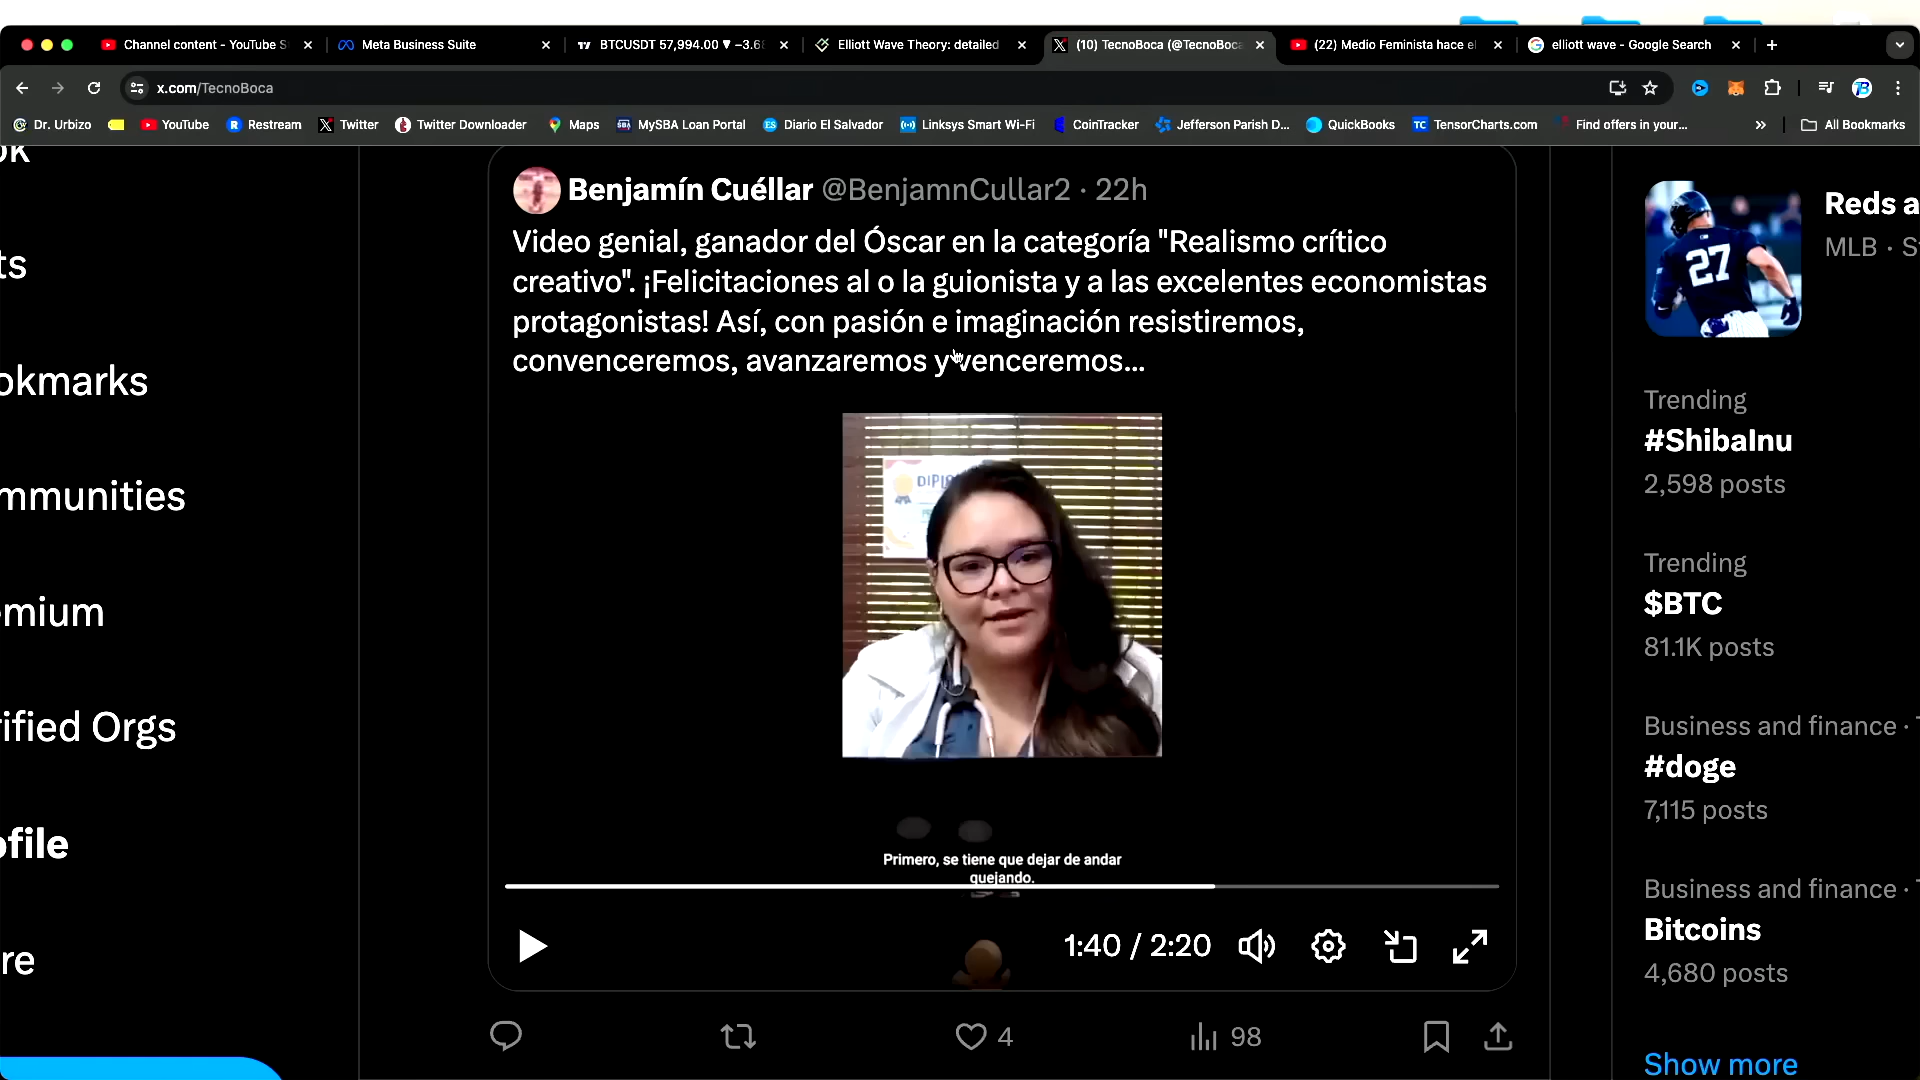 Channel content - YouTube S
Meta Business Suite
BTCUSDT 57,994.00 ▼ −3.6
Elliott Wave Theory: detailed
(10) TecnoBoca (@TecnoBoca
(22) Medio Feminista hace el
elliott wave - Google Search
x.com/TecnoBoca
Dr. Urbizo
YouTube
Restream
Twitter
Twitter Downloader
Maps
MySBA Loan Portal
Diario El Salvador
Linksys Smart Wi-Fi
CoinTracker
Jefferson Parish D...
QuickBooks
TensorCharts.com
Find offers in your...
All Bookmarks
ok
ts
okmarks
mmunities
emium
rified Orgs
ofile
re
Benjamín Cuéllar @BenjamnCullar2 · 22h
Video genial, ganador del Óscar en la categoría "Realismo crítico
creativo". ¡Felicitaciones al o la guionista y a las excelentes economistas
protagonistas! Así, con pasión e imaginación resistiremos,
convenceremos, avanzaremos y venceremos...
DIPL
Primero, se tiene que dejar de andar
quejando.
1:40 / 2:20
4
98
27
Reds a
MLB · S
Trending
#ShibaInu
2,598 posts
Trending
$BTC
81.1K posts
Business and finance · T
#doge
7,115 posts
Business and finance · T
Bitcoins
4,680 posts
Show more